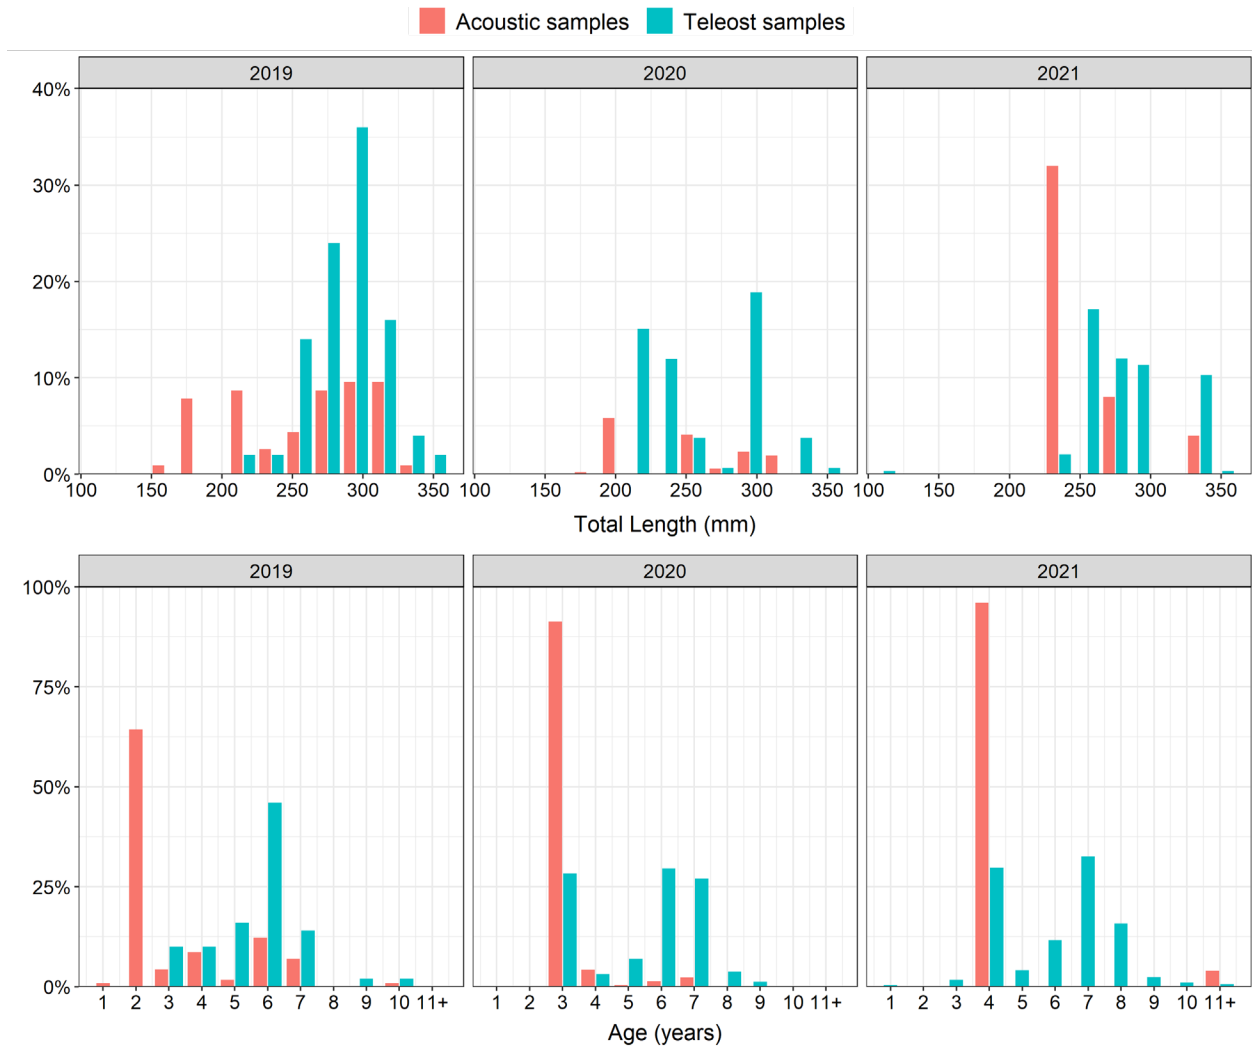 Acoustic samples Teleost samples
2019 2020 2021
40%
30%
20%
10%
0%
100 150 200 250 300 350 100 150 200 250 300 350 100 150 200 250 300 350
Total Length (mm)
2019 2020 2021
100%
75%
50%
25%
0%
1 2 3 4 5 6 7 8 9 10 11+ 1 2 3 4 5 6 7 8 9 10 11+ 1 2 3 4 5 6 7 8 9 10 11+
Age (years)